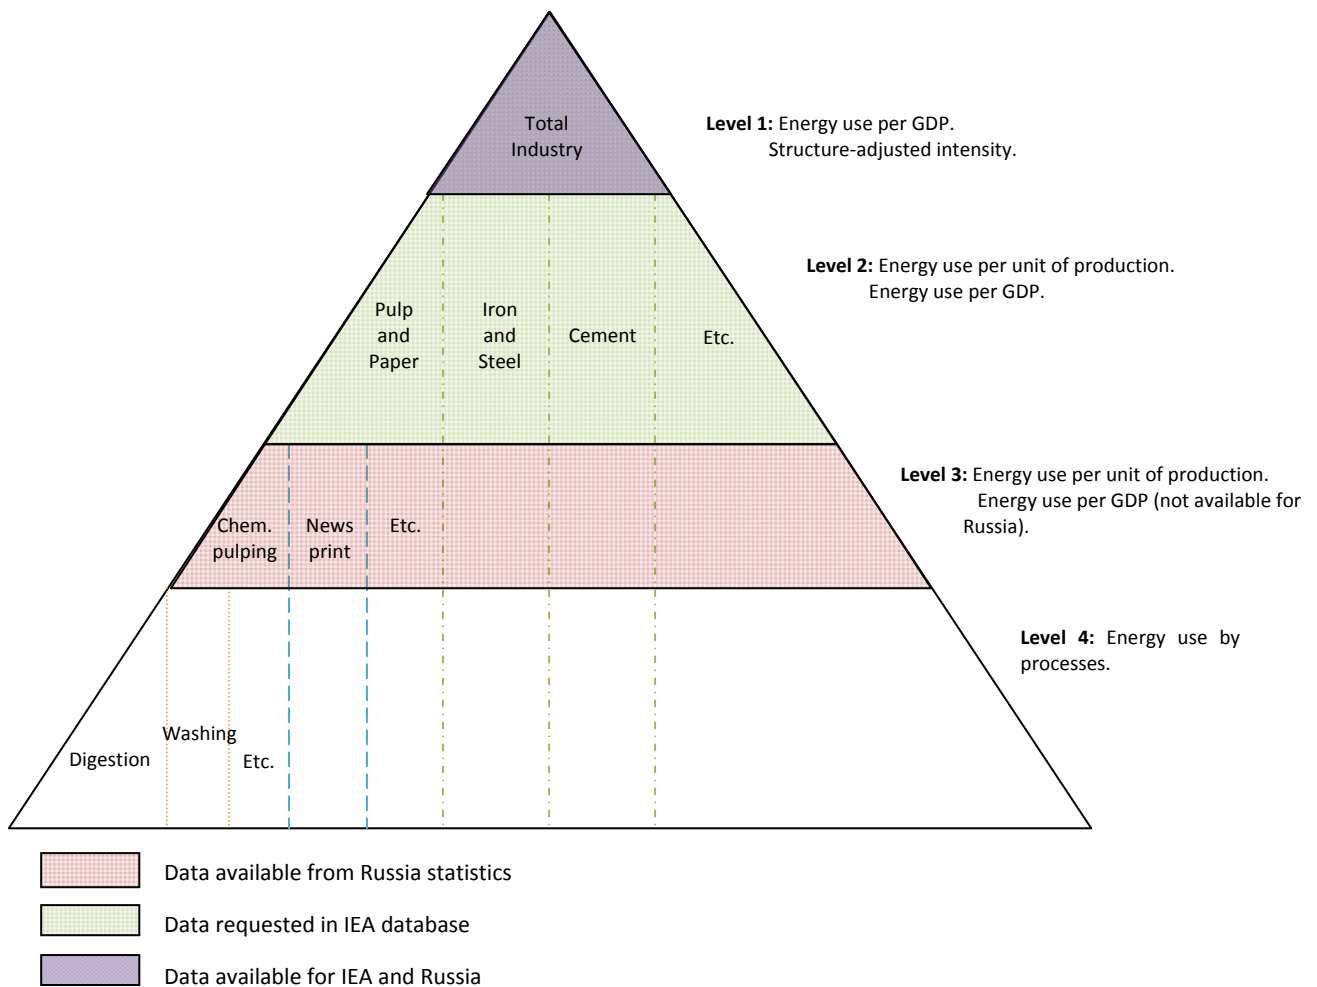 Total
Industry
Level 1: Energy use per GDP.
Structure-adjusted intensity.
Level 2: Energy use per unit of production.
Energy use per GDP.
Pulp
and
Paper
Iron
and
Steel
Cement
Etc.
Level 3: Energy use per unit of production.
Energy use per GDP (not available for
Russia).
Chem.
pulping
News
print
Etc.
Level 4: Energy use by
processes.
Digestion
Washing
Etc.
Data available from Russia statistics
Data requested in IEA database
Data available for IEA and Russia